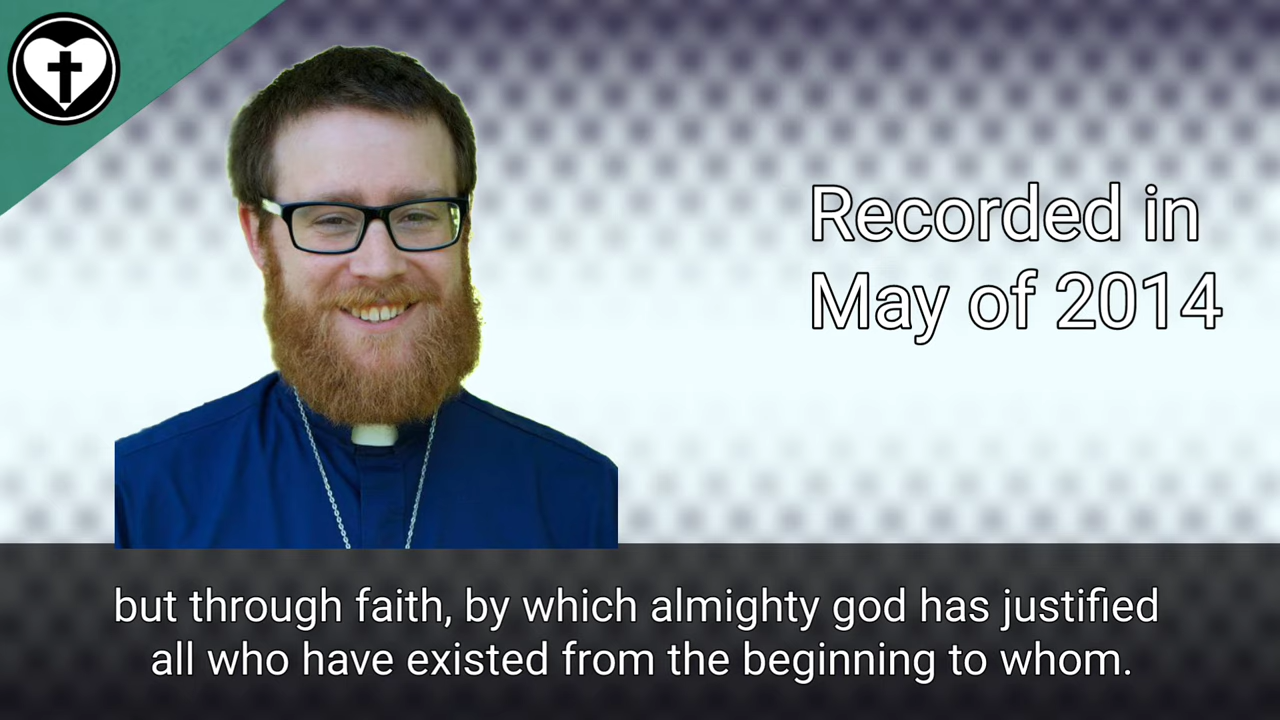 Recorded in
May of 2014
but through faith, by which almighty god has justified
all who have existed from the beginning to whom.